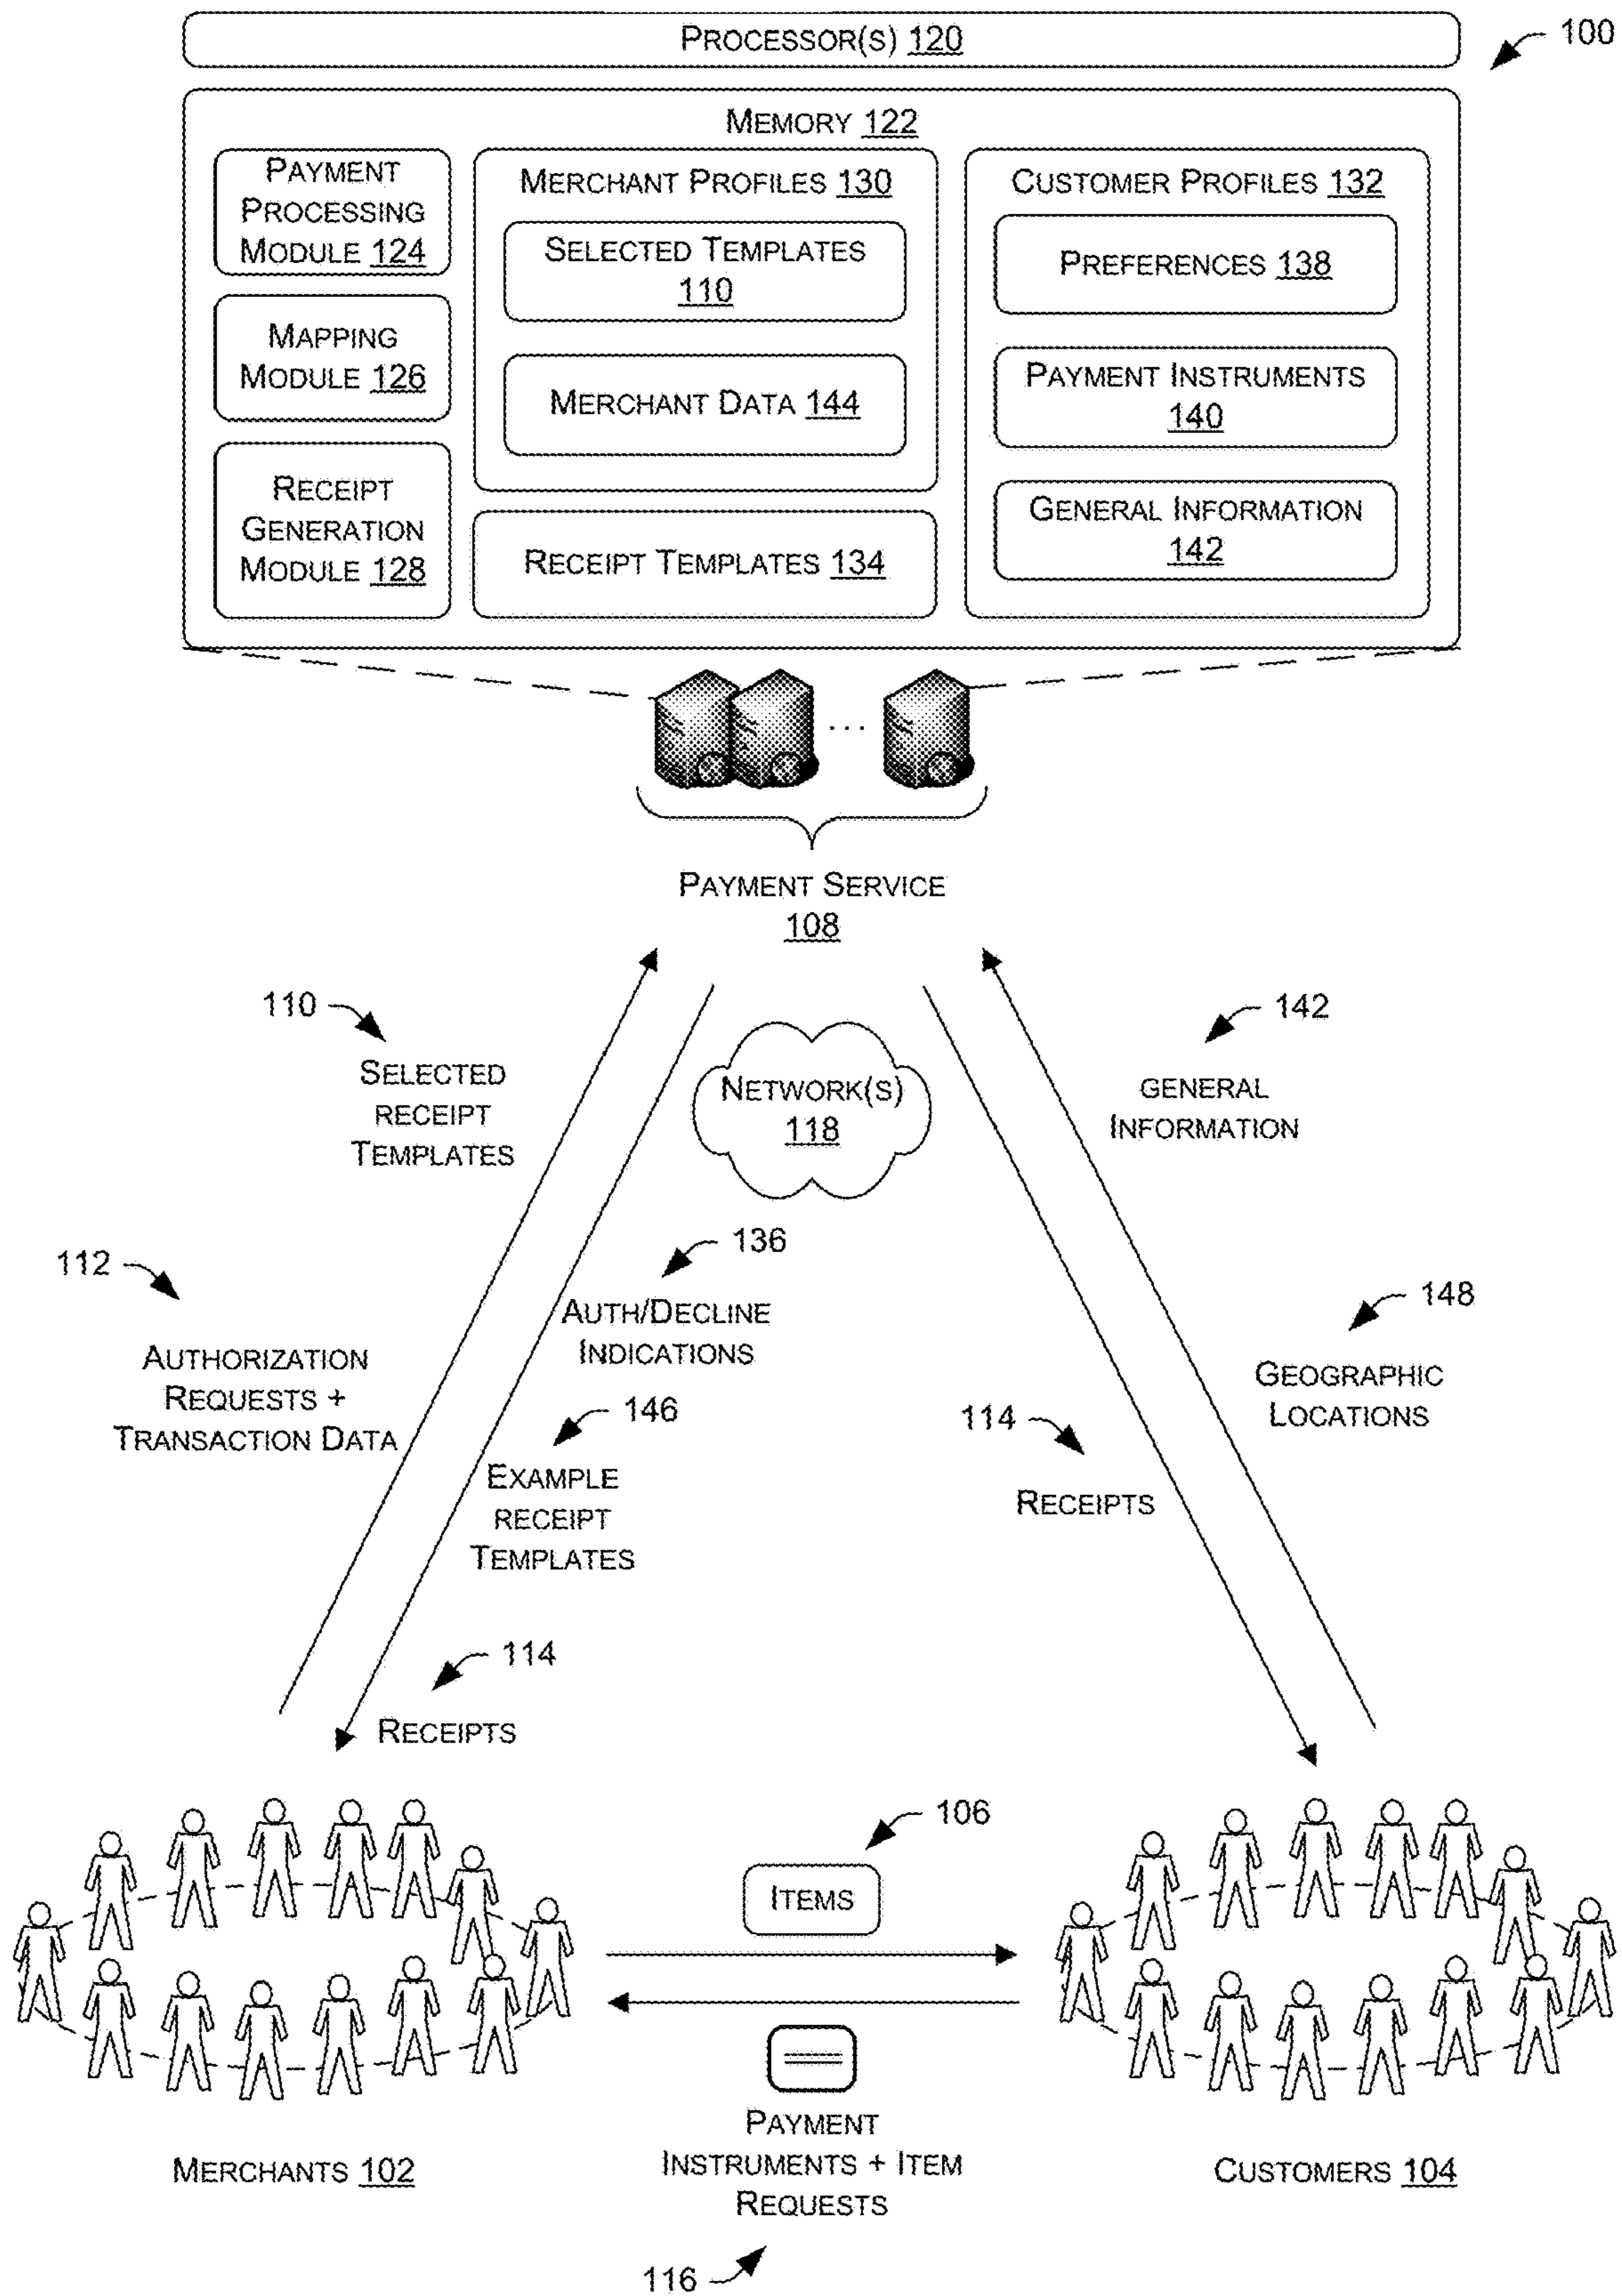 PROCESSOR(S) 120
100
MEMORY 122
PAYMENT
PROCESSING
MODULE 124
MAPPING
MODULE 126
RECEIPT
GENERATION
MODULE 128
MERCHANT PROFILES 130
SELECTED TEMPLATES
110
MERCHANT DATA 144
RECEIPT TEMPLATES 134
CUSTOMER PROFILES 132
PREFERENCES 138
PAYMENT INSTRUMENTS
140
GENERAL INFORMATION
142
...
PAYMENT SERVICE
108
110
SELECTED
RECEIPT
TEMPLATES
NETWORK(S)
118
142
GENERAL
INFORMATION
112
AUTHORIZATION
REQUESTS +
TRANSACTION DATA
136
AUTH/DECLINE
INDICATIONS
146
EXAMPLE
RECEIPT
TEMPLATES
148
GEOGRAPHIC
LOCATIONS
114
RECEIPTS
114
RECEIPTS
106
ITEMS
PAYMENT
INSTRUMENTS + ITEM
REQUESTS
116
MERCHANTS 102
CUSTOMERS 104